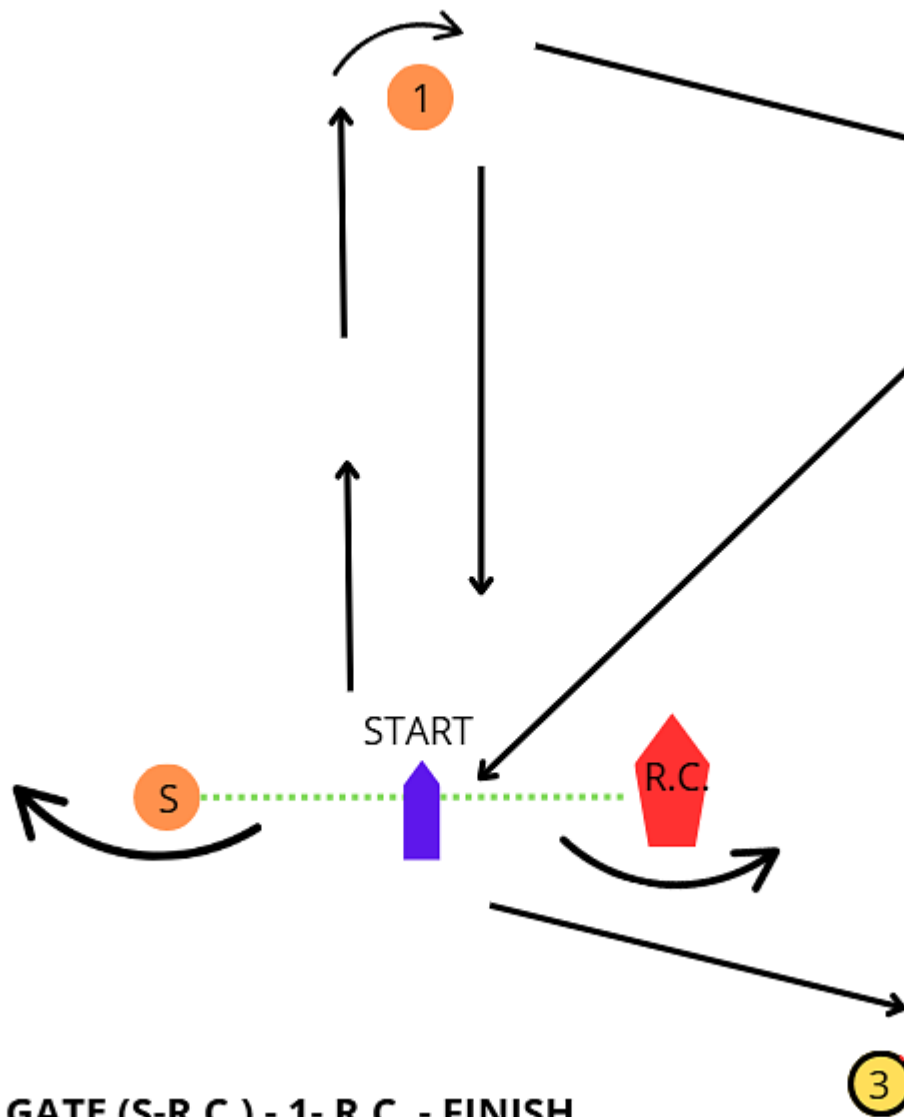 1
START
S
R.C.
3
GATE (S-R.C.) - 1- R.C. - FINISH